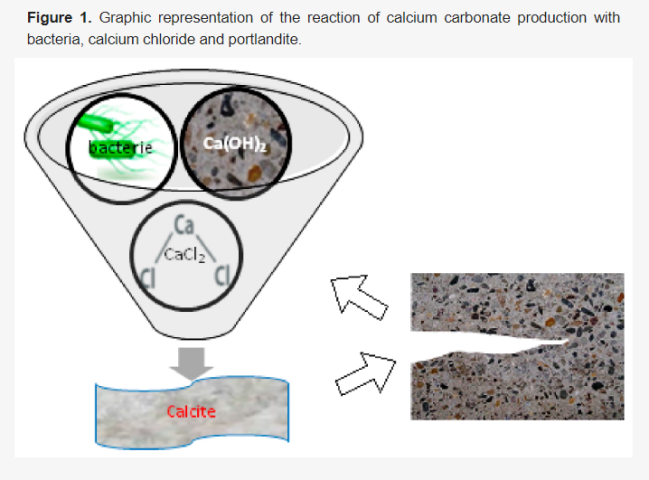 Figure 1. Graphic representation of the reaction of calcium carbonate production with
bacteria, calcium chloride and portlandite.
bacterie
Ca(OH)₂
Ca
CaCl₂
Cl Cl
Calcite